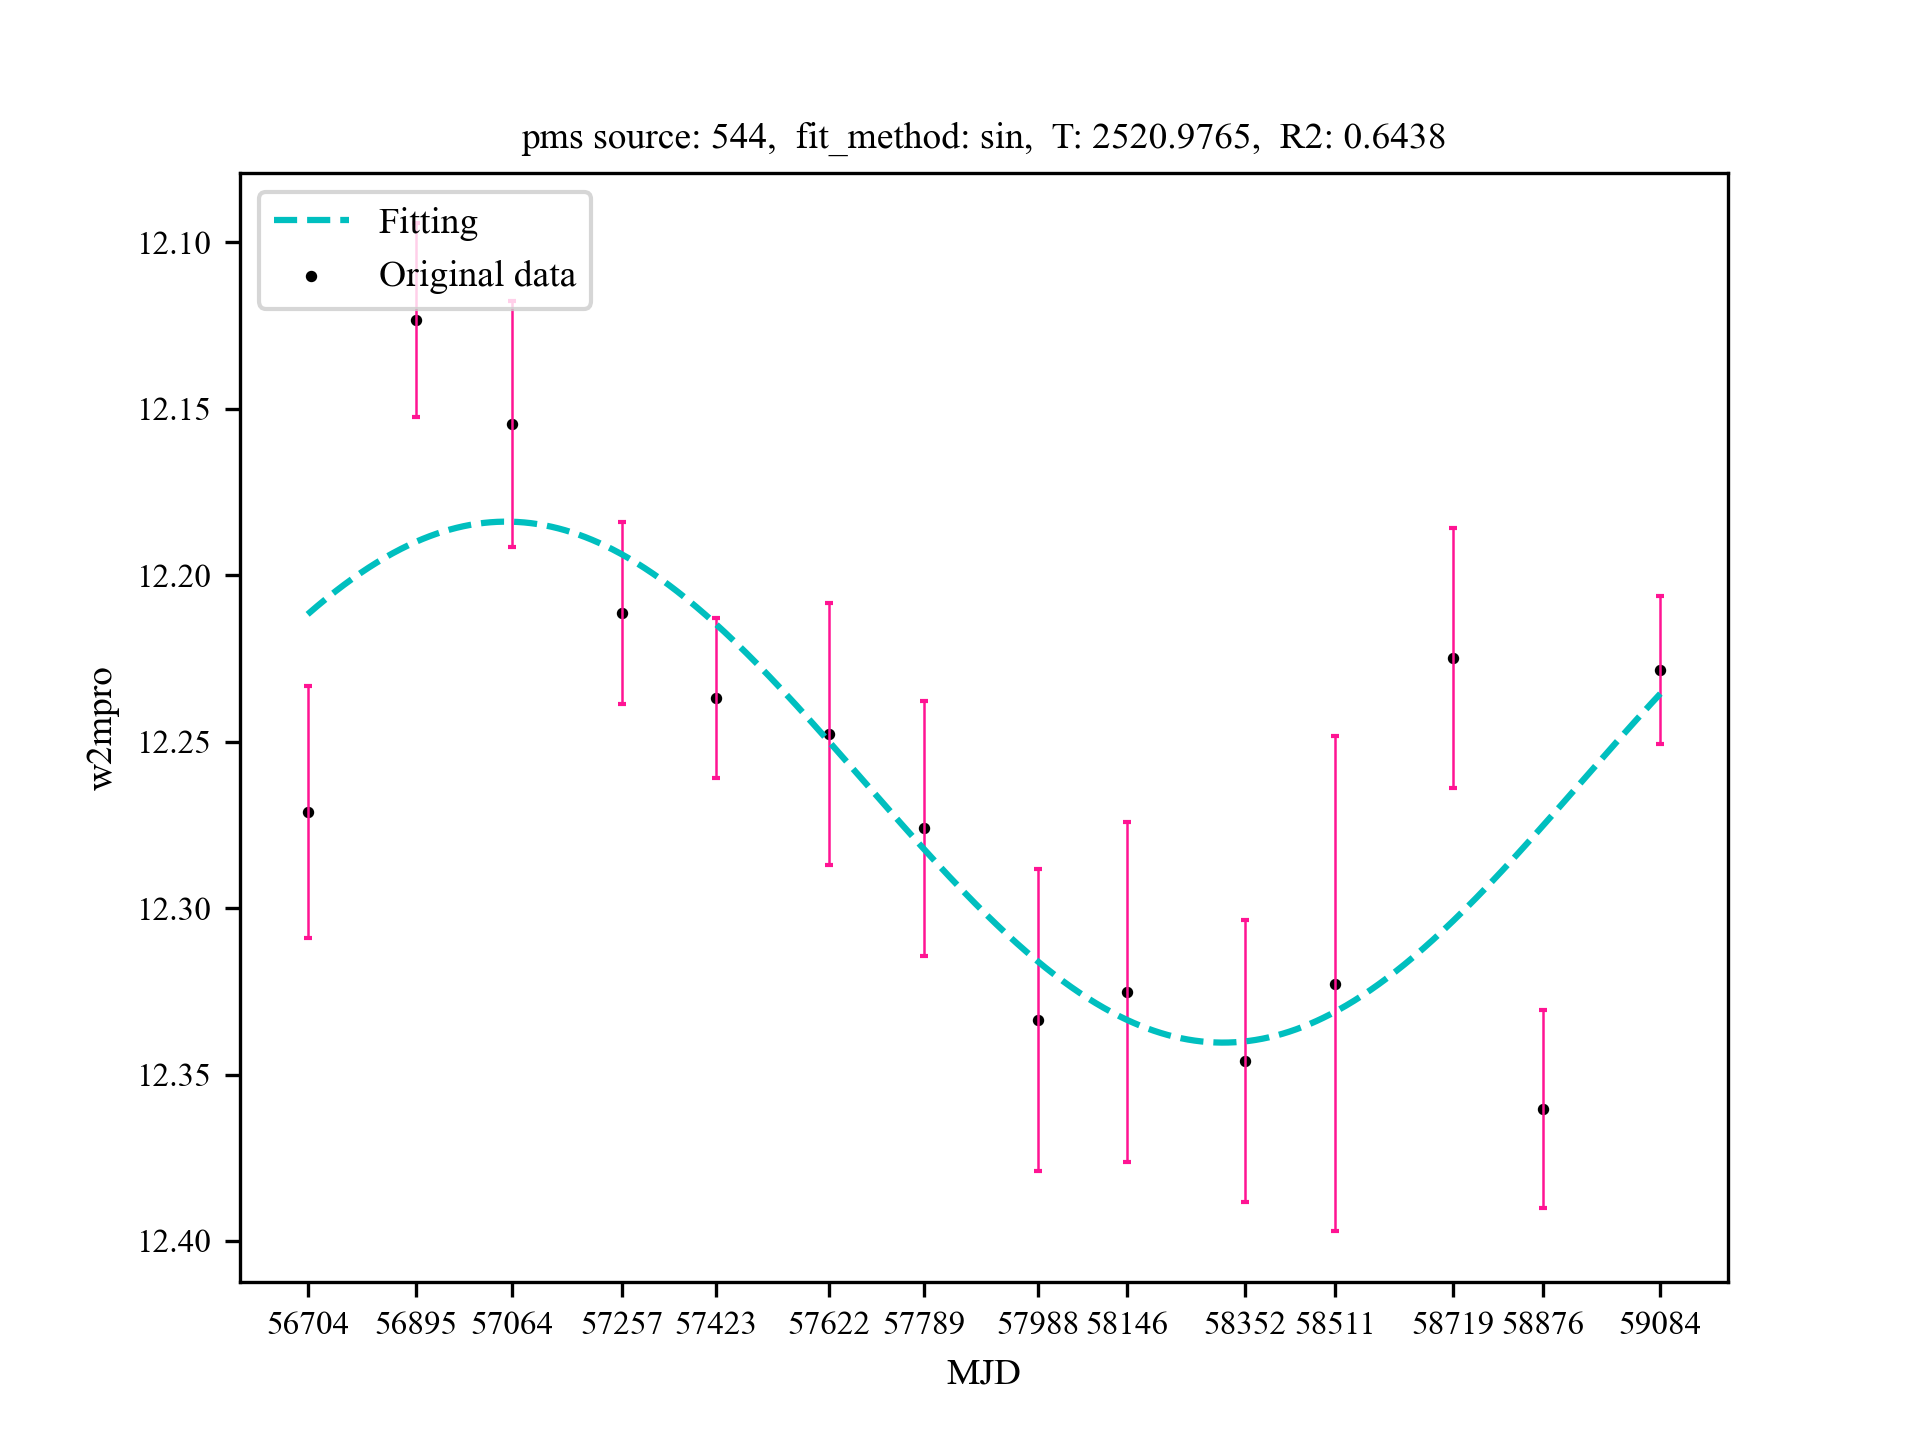 pms source: 544, fit_method: sin, T: 2520.9765, R2: 0.6438
Fitting
Original data
12.10
12.15
12.20
12.25
12.30
12.35
12.40
w2mpro
56704 56895 57064 57257 57423 57622 57789 57988 58146 58352 58511 58719 58876 59084
MJD